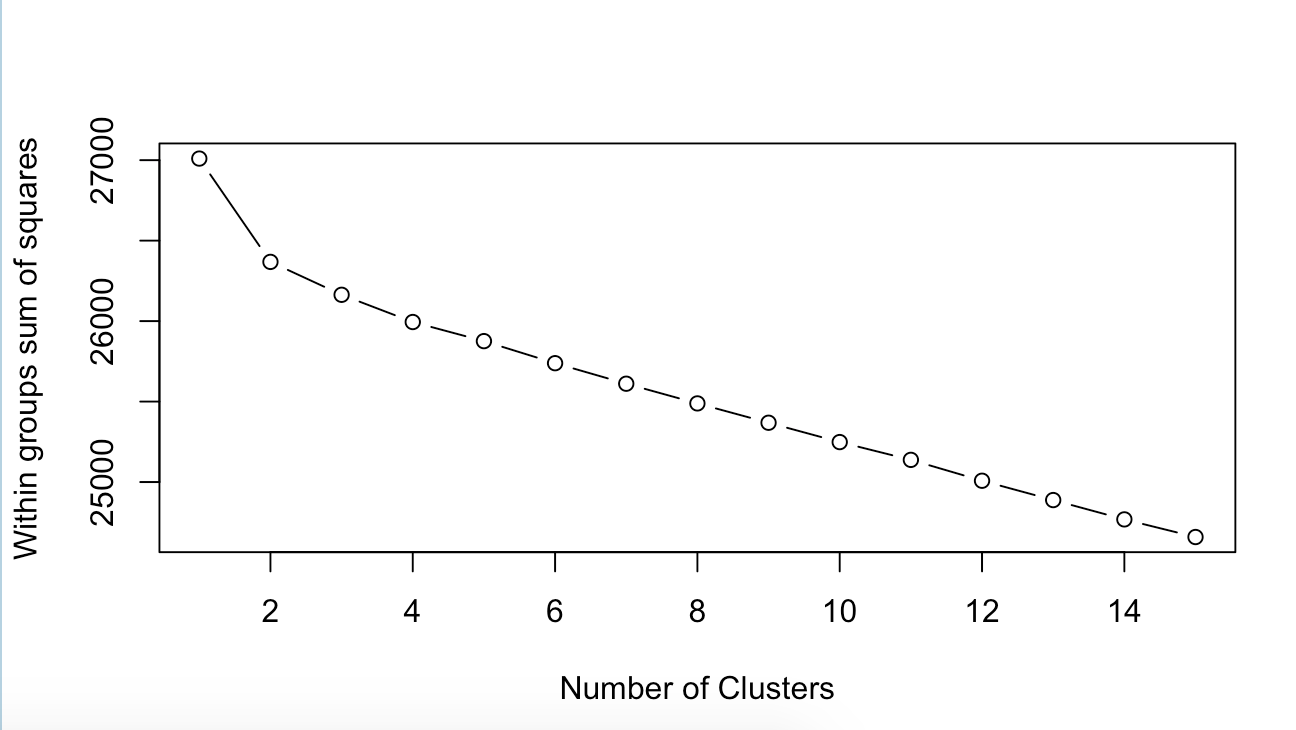 Within groups sum of squares
27000
26000
25000
2 4 6 8 10 12 14
Number of Clusters